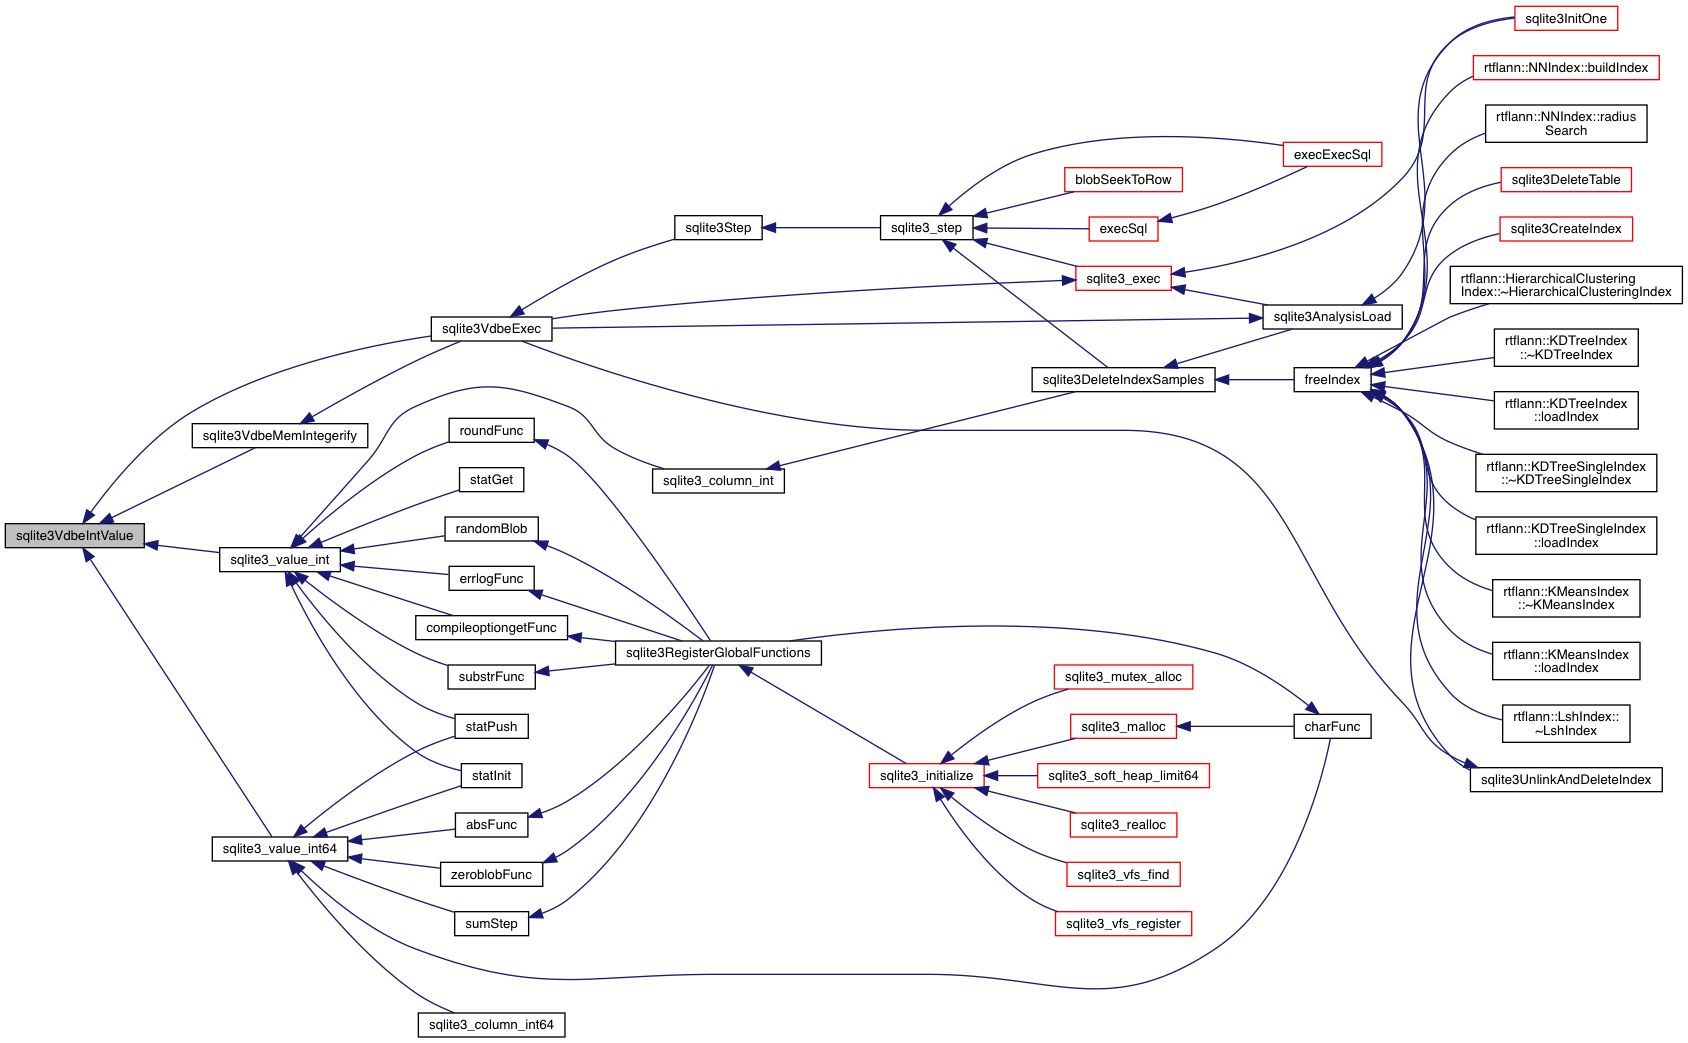 sqlite3InitOne
rtflann::NNIndex::buildIndex
rtflann::NNIndex::radius
Search
execExecSql
blobSeekToRow
sqlite3DeleteTable
sqlite3Step
sqlite3_step
execSql
sqlite3CreateIndex
sqlite3_exec
rtflann::HierarchicalClustering
Index::~HierarchicalClusteringIndex
sqlite3VdbeExec
sqlite3AnalysisLoad
rtflann::KDTreeIndex
::~KDTreeIndex
sqlite3DeleteIndexSamples
freeIndex
rtflann::KDTreeIndex
::loadIndex
sqlite3VdbeMemIntegerify
roundFunc
statGet
sqlite3_column_int
rtflann::KDTreeSingleIndex
::~KDTreeSingleIndex
sqlite3VdbeIntValue
randomBlob
rtflann::KDTreeSingleIndex
::loadIndex
sqlite3_value_int
errlogFunc
rtflann::KMeansIndex
::~KMeansIndex
compileoptiongetFunc
sqlite3RegisterGlobalFunctions
rtflann::KMeansIndex
::loadIndex
substrFunc
sqlite3_mutex_alloc
statPush
sqlite3_malloc
charFunc
rtflann::LshIndex::
~LshIndex
statInit
sqlite3_initialize
sqlite3_soft_heap_limit64
sqlite3UnlinkAndDeleteIndex
absFunc
sqlite3_realloc
sqlite3_value_int64
zeroblobFunc
sqlite3_vfs_find
sumStep
sqlite3_vfs_register
sqlite3_column_int64